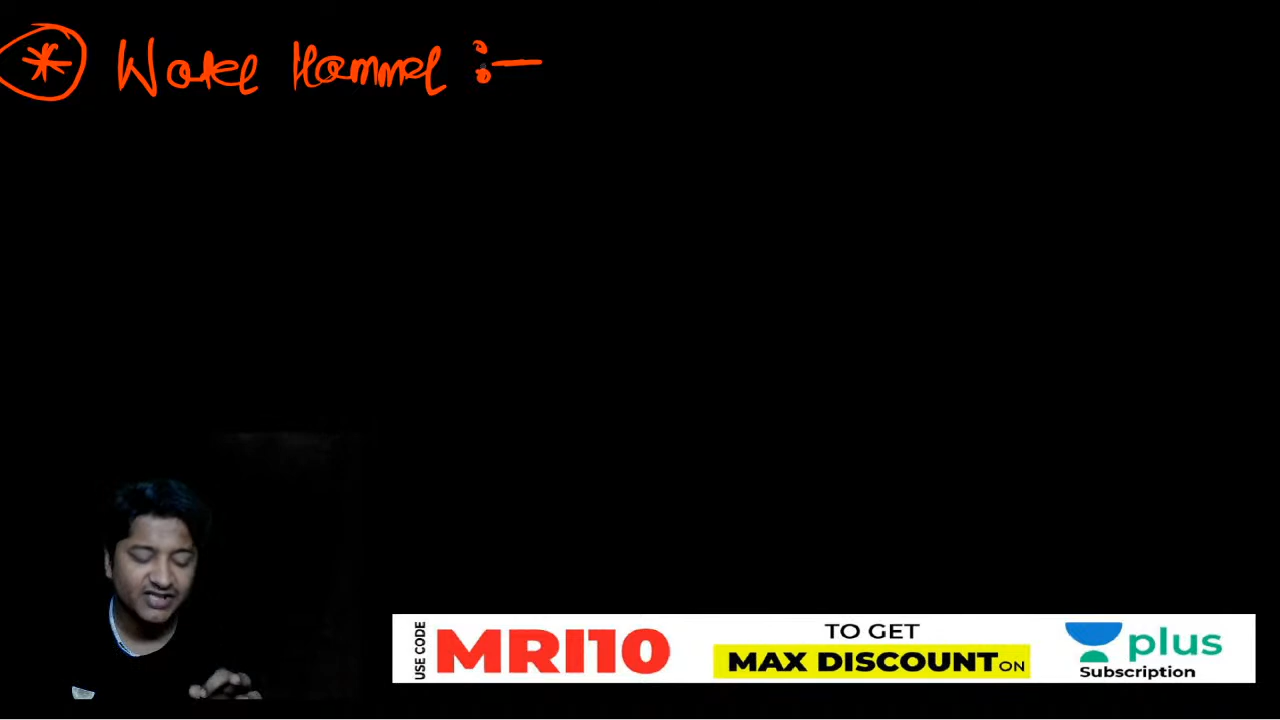 * Water Hammer :-
USE CODE MRI10 TO GET MAX DISCOUNT ON plus Subscription